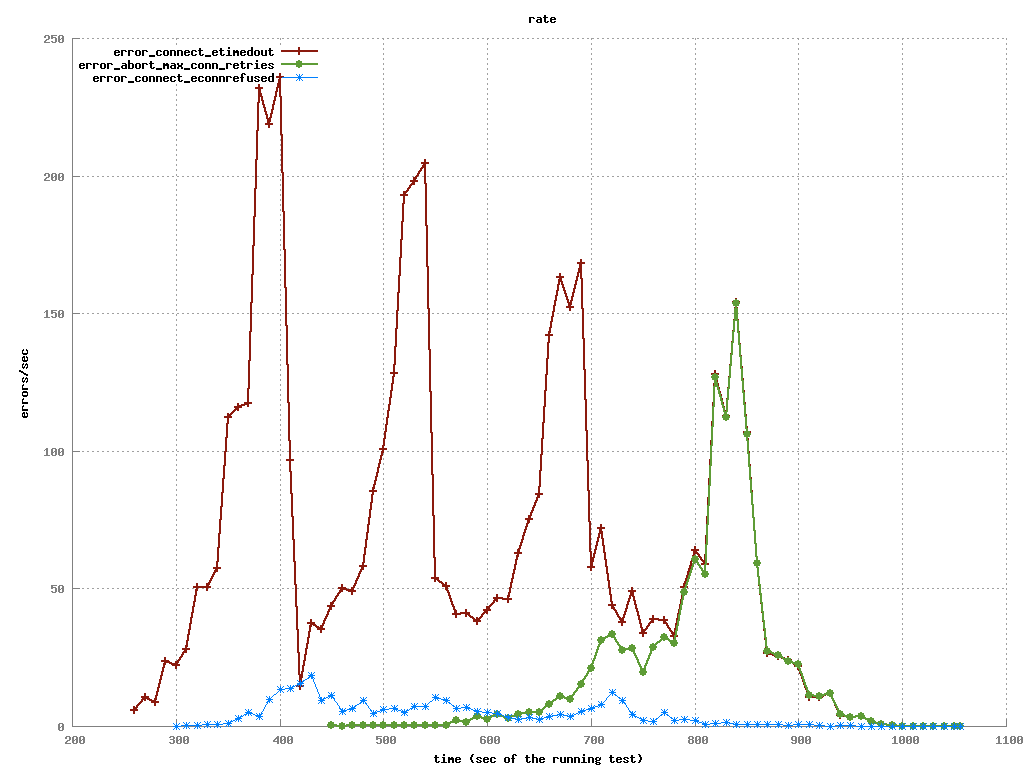 rate
250
200
150
100
50
0
error_connect_etimedout
error_abort_max_conn_retries
error_connect_econnrefused
errors/sec
200 300 400 500 600 700 800 900 1000 1100
time (sec of the running test)